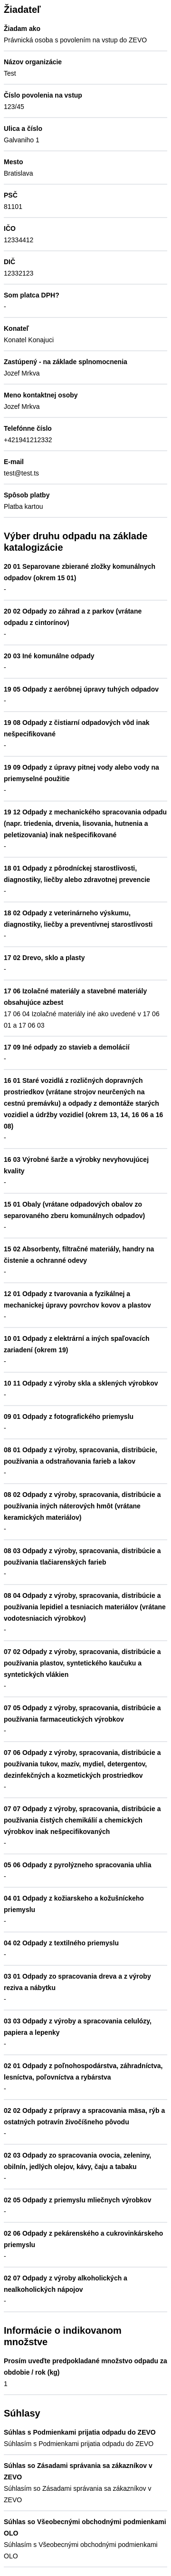 Žiadateľ
Žiadam ako
Právnická osoba s povolením na vstup do ZEVO
Názov organizácie
Test
Číslo povolenia na vstup
123/45
Ulica a číslo
Galvaniho 1
Mesto
Bratislava
PSČ
81101
IČO
12334412
DIČ
12332123
Som platca DPH?
-
Konateľ
Konatel Konajuci
Zastúpený - na základe splnomocnenia
Jozef Mrkva
Meno kontaktnej osoby
Jozef Mrkva
Telefónne číslo
+421941212332
E-mail
test@test.ts
Spôsob platby
Platba kartou
Výber druhu odpadu na základe
katalogizácie
20 01 Separovane zbierané zložky komunálnych
odpadov (okrem 15 01)
-
20 02 Odpady zo záhrad a z parkov (vrátane
odpadu z cintorínov)
-
20 03 Iné komunálne odpady
-
19 05 Odpady z aeróbnej úpravy tuhých odpadov
-
19 08 Odpady z čistiarní odpadových vôd inak
nešpecifikované
-
19 09 Odpady z úpravy pitnej vody alebo vody na
priemyselné použitie
-
19 12 Odpady z mechanického spracovania odpadu
(napr. triedenia, drvenia, lisovania, hutnenia a
peletizovania) inak nešpecifikované
-
18 01 Odpady z pôrodníckej starostlivosti,
diagnostiky, liečby alebo zdravotnej prevencie
-
18 02 Odpady z veterinárneho výskumu,
diagnostiky, liečby a preventívnej starostlivosti
-
17 02 Drevo, sklo a plasty
-
17 06 Izolačné materiály a stavebné materiály
obsahujúce azbest
17 06 04 Izolačné materiály iné ako uvedené v 17 06
01 a 17 06 03
17 09 Iné odpady zo stavieb a demolácií
-
16 01 Staré vozidlá z rozličných dopravných
prostriedkov (vrátane strojov neurčených na
cestnú premávku) a odpady z demontáže starých
vozidiel a údržby vozidiel (okrem 13, 14, 16 06 a 16
08)
-
16 03 Výrobné šarže a výrobky nevyhovujúcej
kvality
-
15 01 Obaly (vrátane odpadových obalov zo
separovaného zberu komunálnych odpadov)
-
15 02 Absorbenty, filtračné materiály, handry na
čistenie a ochranné odevy
-
12 01 Odpady z tvarovania a fyzikálnej a
mechanickej úpravy povrchov kovov a plastov
-
10 01 Odpady z elektrární a iných spaľovacích
zariadení (okrem 19)
-
10 11 Odpady z výroby skla a sklených výrobkov
-
09 01 Odpady z fotografického priemyslu
-
08 01 Odpady z výroby, spracovania, distribúcie,
používania a odstraňovania farieb a lakov
-
08 02 Odpady z výroby, spracovania, distribúcie a
používania iných náterových hmôt (vrátane
keramických materiálov)
-
08 03 Odpady z výroby, spracovania, distribúcie a
používania tlačiarenských farieb
-
08 04 Odpady z výroby, spracovania, distribúcie a
používania lepidiel a tesniacich materiálov (vrátane
vodotesniacich výrobkov)
-
07 02 Odpady z výroby, spracovania, distribúcie a
používania plastov, syntetického kaučuku a
syntetických vlákien
-
07 05 Odpady z výroby, spracovania, distribúcie a
používania farmaceutických výrobkov
-
07 06 Odpady z výroby, spracovania, distribúcie a
používania tukov, mazív, mydiel, detergentov,
dezinfekčných a kozmetických prostriedkov
-
07 07 Odpady z výroby, spracovania, distribúcie a
používania čistých chemikálií a chemických
výrobkov inak nešpecifikovaných
-
05 06 Odpady z pyrolýzneho spracovania uhlia
-
04 01 Odpady z kožiarskeho a kožušníckeho
priemyslu
-
04 02 Odpady z textilného priemyslu
-
03 01 Odpady zo spracovania dreva a z výroby
reziva a nábytku
-
03 03 Odpady z výroby a spracovania celulózy,
papiera a lepenky
-
02 01 Odpady z poľnohospodárstva, záhradníctva,
lesníctva, poľovníctva a rybárstva
-
02 02 Odpady z prípravy a spracovania mäsa, rýb a
ostatných potravín živočíšneho pôvodu
-
02 03 Odpady zo spracovania ovocia, zeleniny,
obilnín, jedlých olejov, kávy, čaju a tabaku
-
02 05 Odpady z priemyslu mliečnych výrobkov
-
02 06 Odpady z pekárenského a cukrovinkárskeho
priemyslu
-
02 07 Odpady z výroby alkoholických a
nealkoholických nápojov
-
Informácie o indikovanom
množstve
Prosím uveďte predpokladané množstvo odpadu za
obdobie / rok (kg)
1
Súhlasy
Súhlas s Podmienkami prijatia odpadu do ZEVO
Súhlasím s Podmienkami prijatia odpadu do ZEVO
Súhlas so Zásadami správania sa zákazníkov v
ZEVO
Súhlasím so Zásadami správania sa zákazníkov v
ZEVO
Súhlas so Všeobecnými obchodnými podmienkami
OLO
Súhlasím s Všeobecnými obchodnými podmienkami
OLO